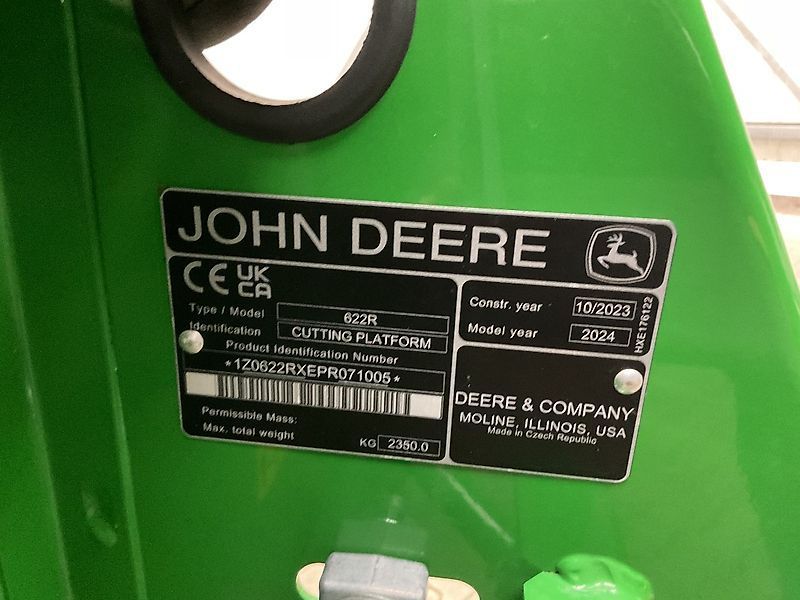 JOHN DEERE
CE UK CA
Type / Model 622R
Identification CUTTING PLATFORM
Product Identification Number
*1Z0622RXEPR071005*
Permissible Mass:
Max. total weight KG 2350.0
Constr. year 10/2023
Model year 2024
HXE176122
DEERE & COMPANY
MOLINE, ILLINOIS, USA
Made in Czech Republic